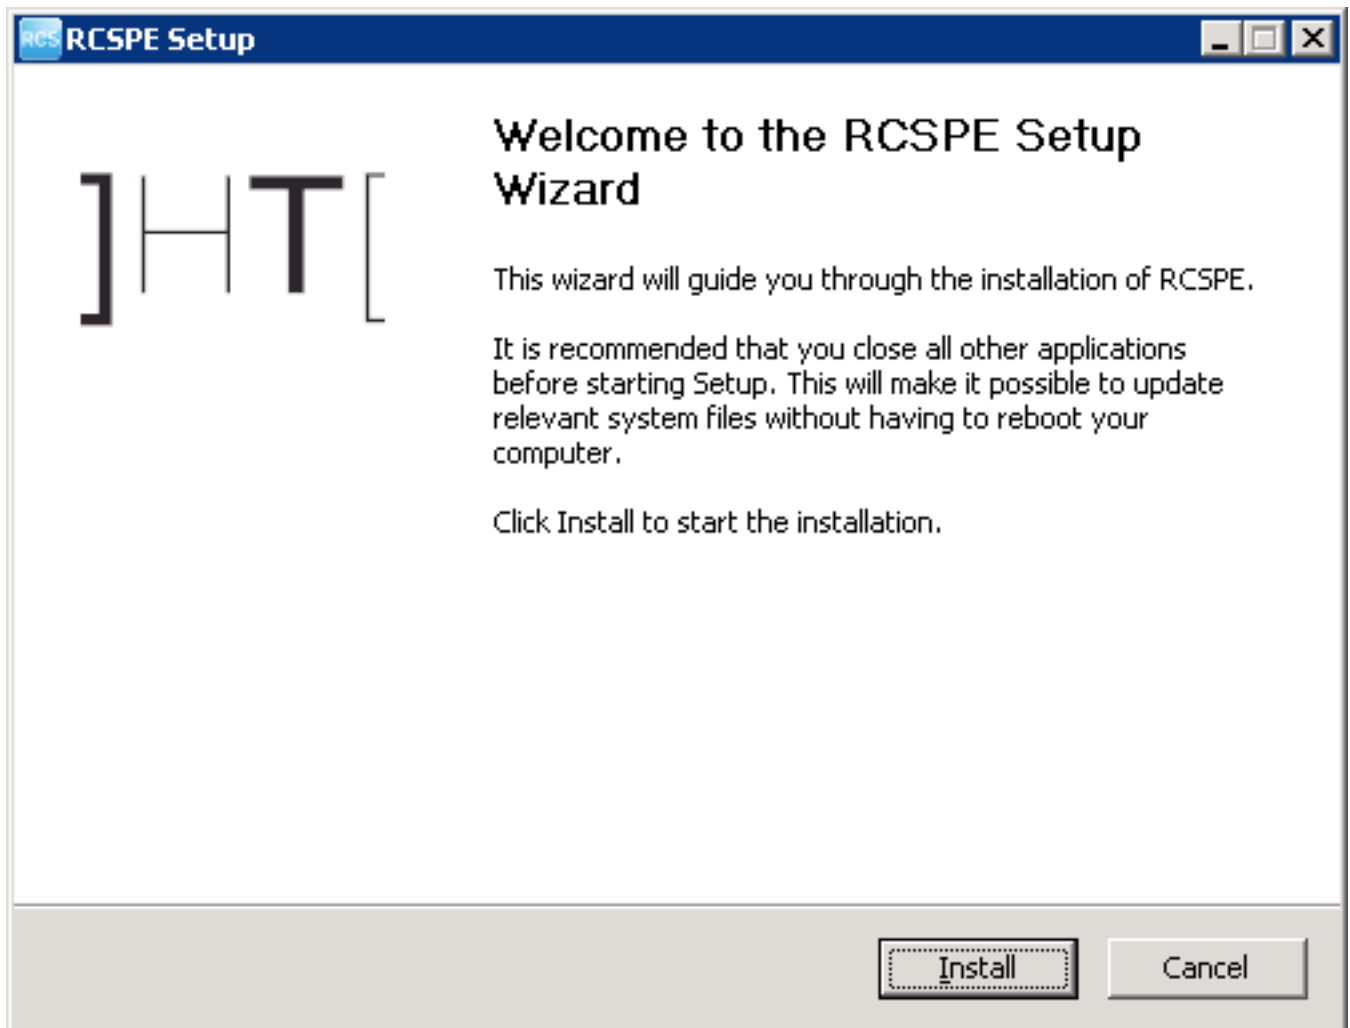 RCS RCSPE Setup
]HT[
Welcome to the RCSPE Setup
Wizard
This wizard will guide you through the installation of RCSPE.
It is recommended that you close all other applications
before starting Setup. This will make it possible to update
relevant system files without having to reboot your
computer.
Click Install to start the installation.
Install Cancel